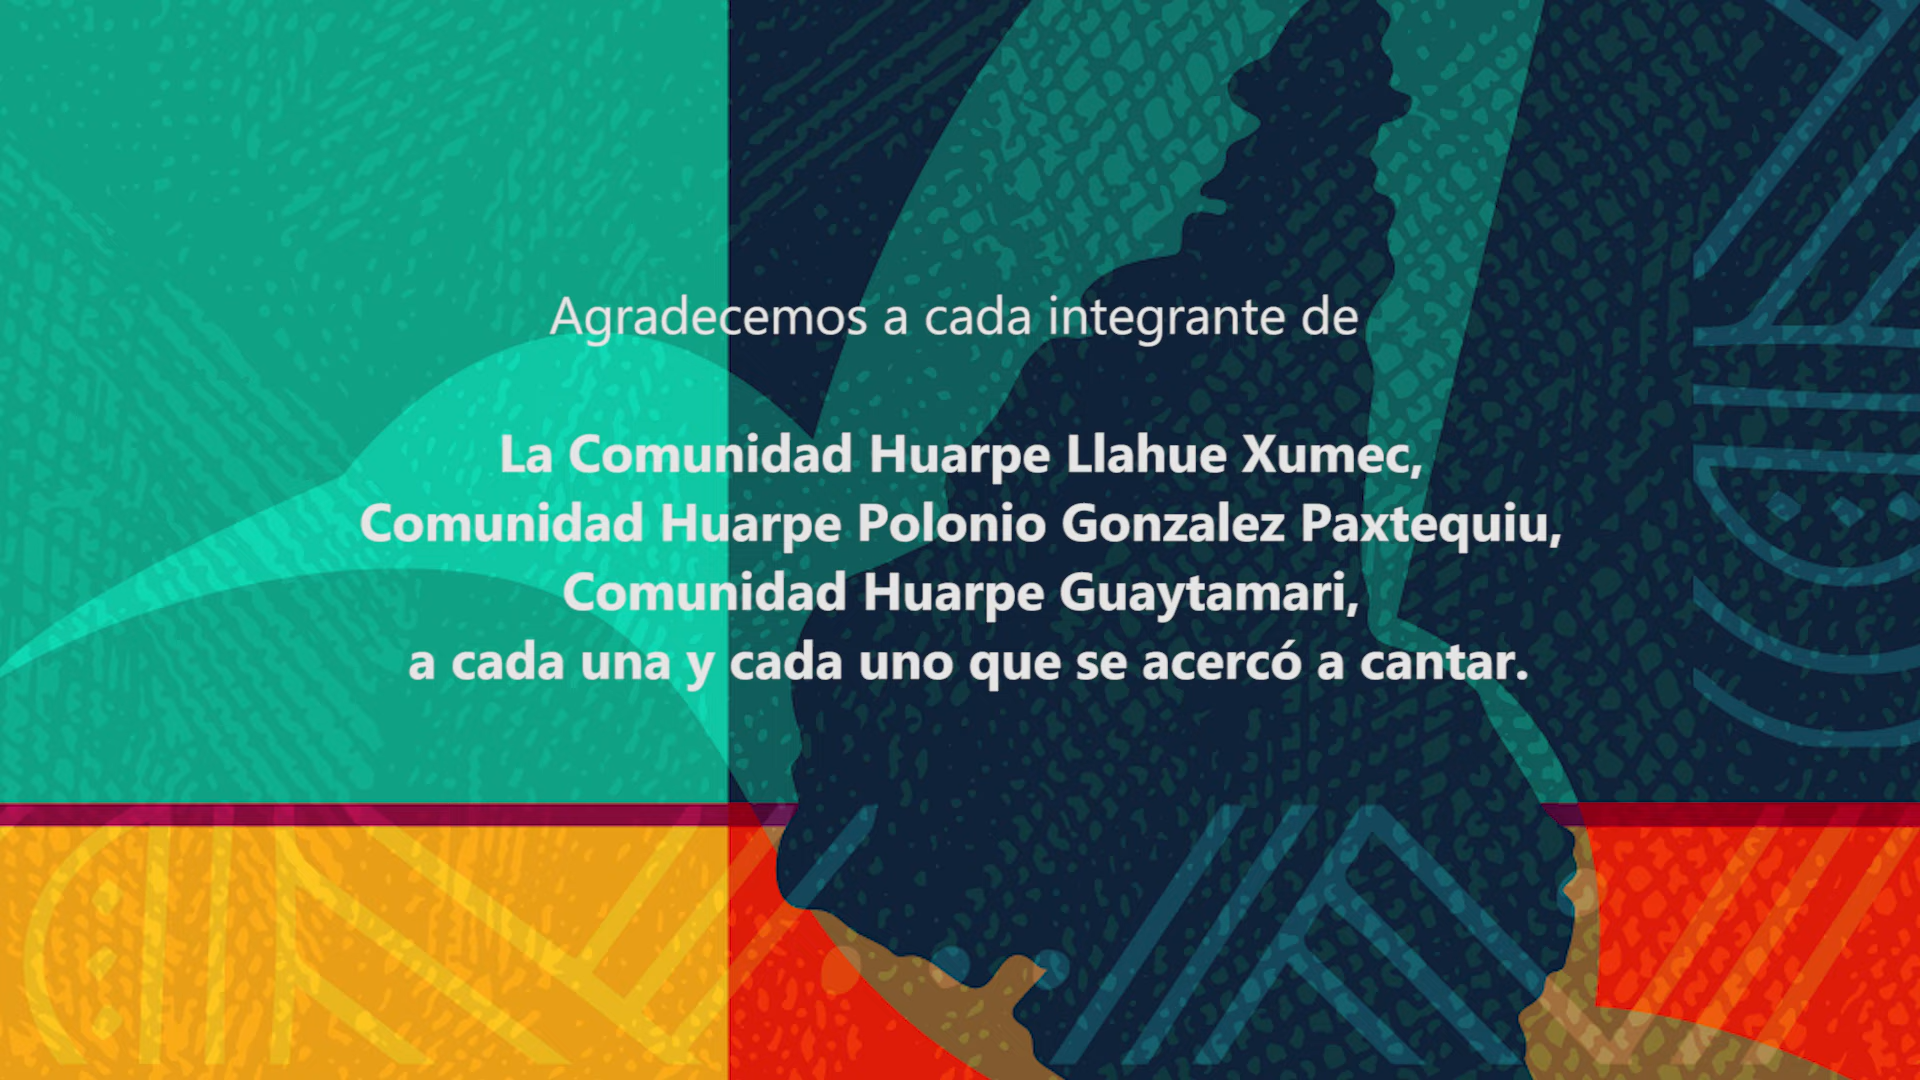 Agradecemos a cada integrante de
La Comunidad Huarpe Llahue Xumec,
Comunidad Huarpe Polonio Gonzalez Paxtequiu,
Comunidad Huarpe Guaytamari,
a cada una y cada uno que se acercó a cantar.